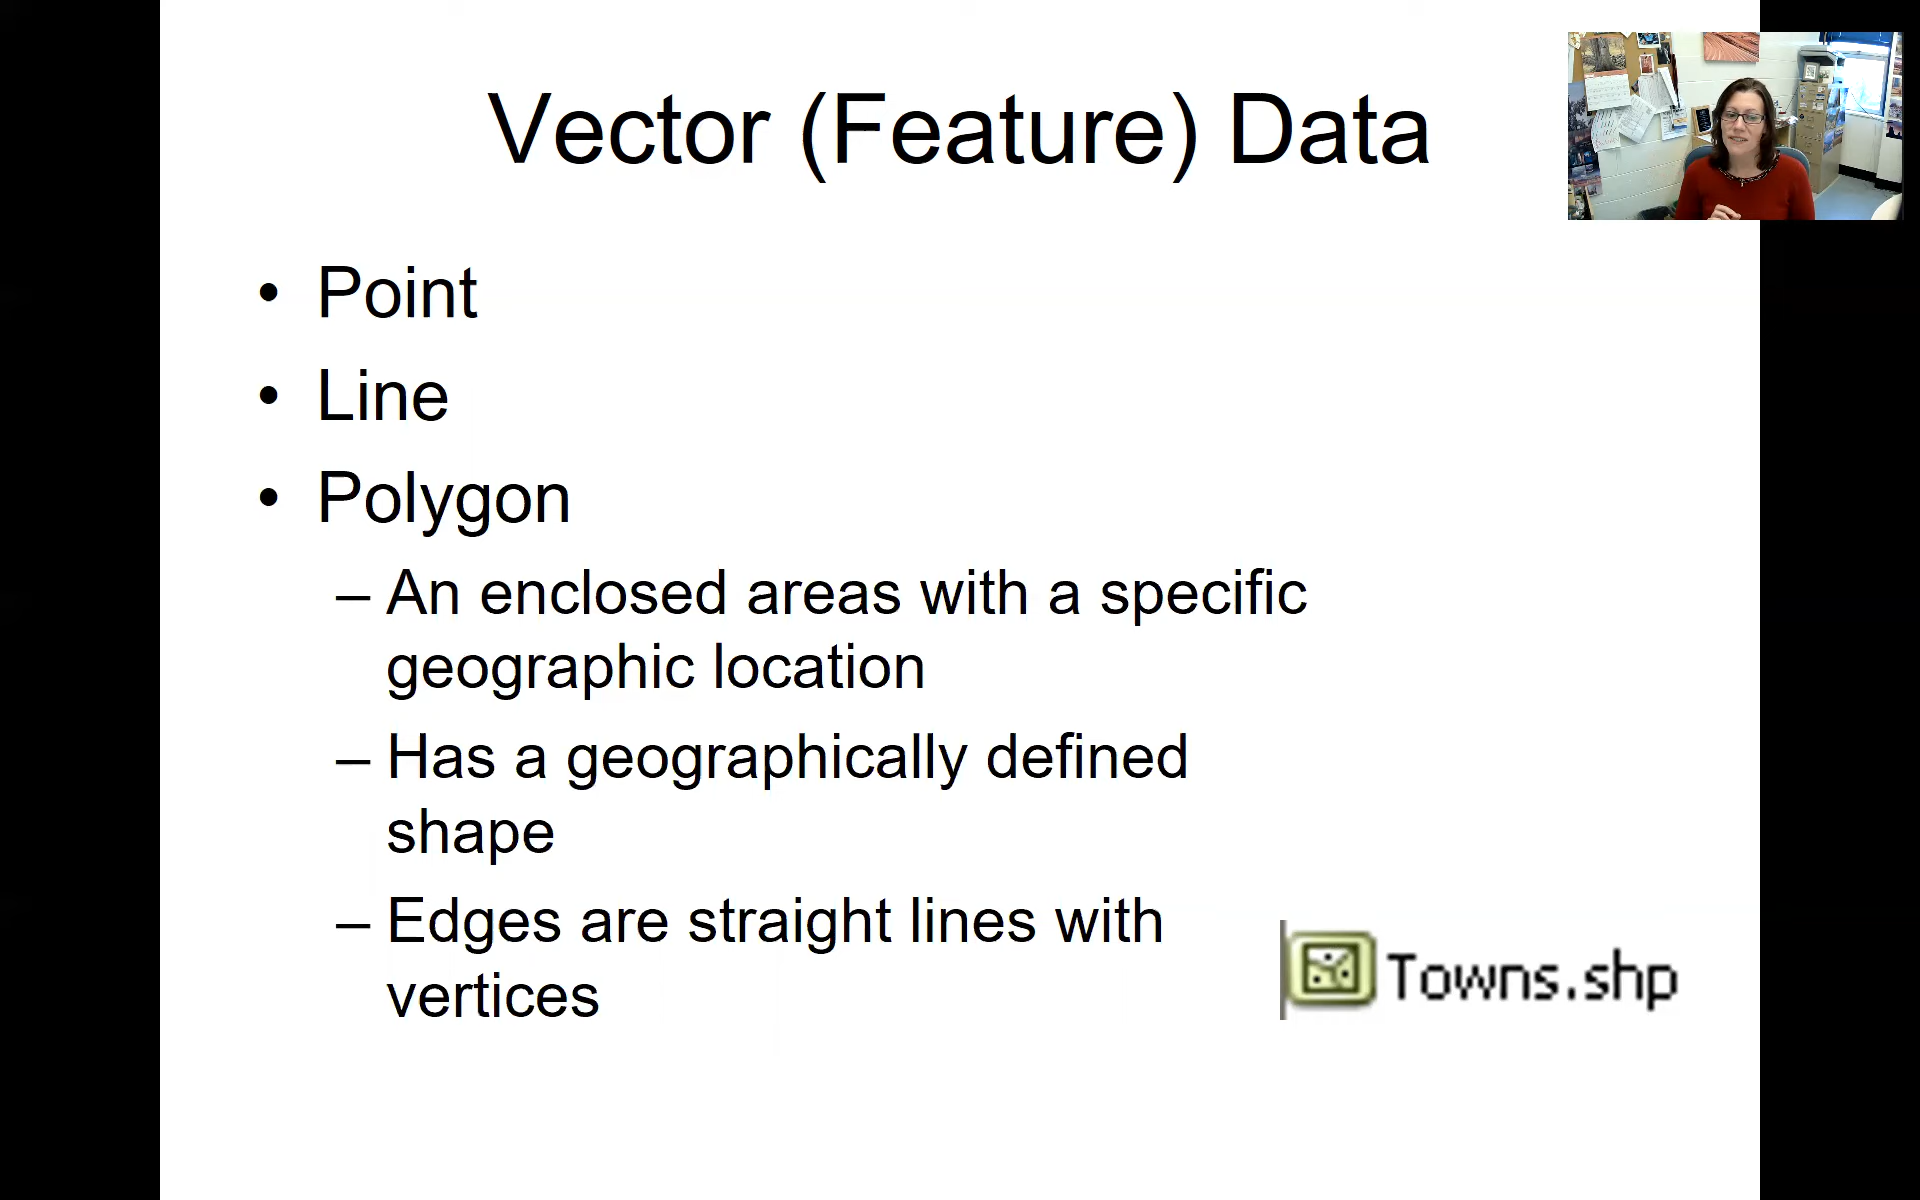 Vector (Feature) Data
• Point
• Line
• Polygon
– An enclosed areas with a specific
geographic location
– Has a geographically defined
shape
– Edges are straight lines with
vertices
Towns.shp